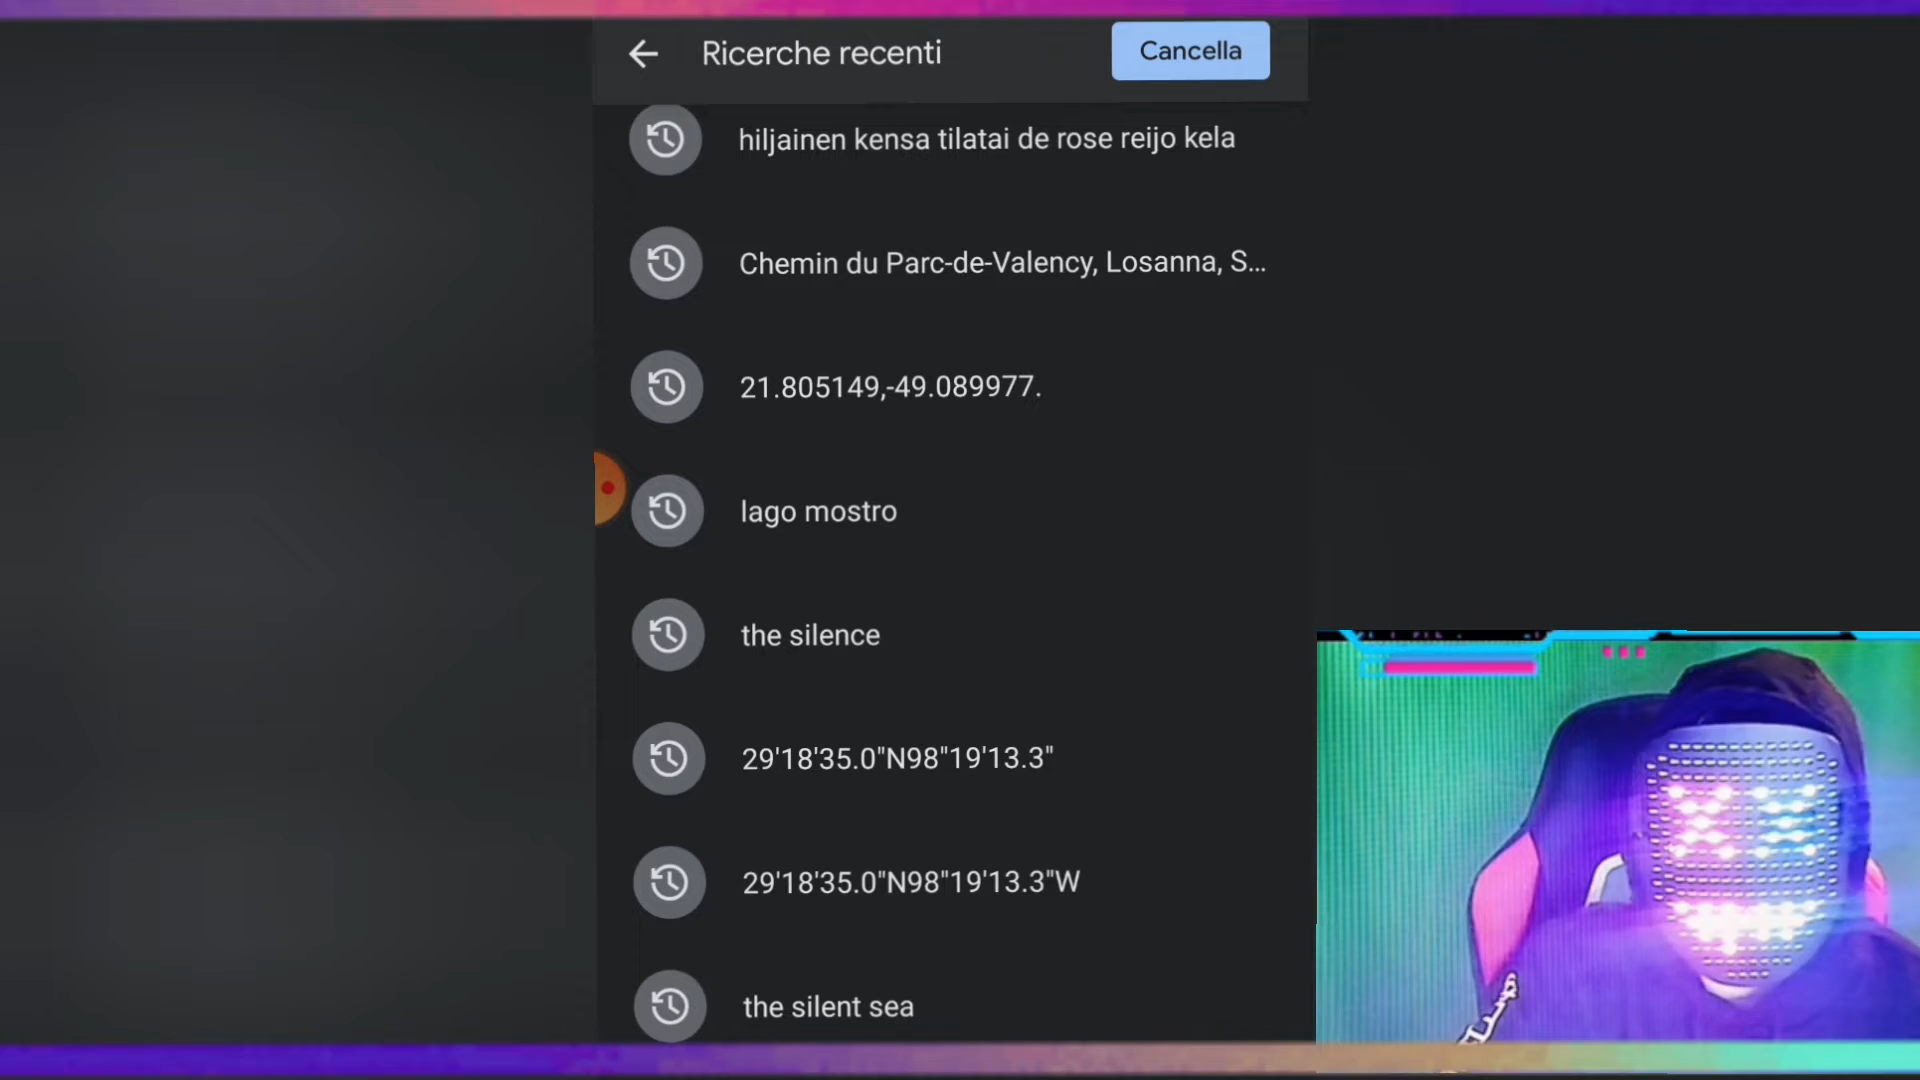 Ricerche recenti
Cancella
hiljainen kensa tilatai de rose reijo kela
Chemin du Parc-de-Valency, Losanna, S...
21.805149,-49.089977.
lago mostro
the silence
29'18'35.0"N98"19'13.3"
29'18'35.0"N98"19'13.3"W
the silent sea